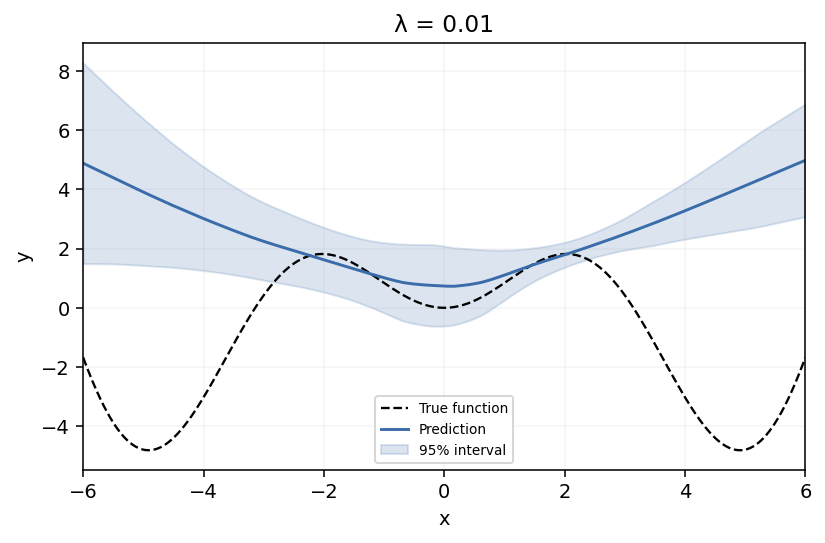 λ = 0.01
8
6
4
2
0
−2
−4
y
−6
−4
−2
0
2
4
6
x
True function
Prediction
95% interval